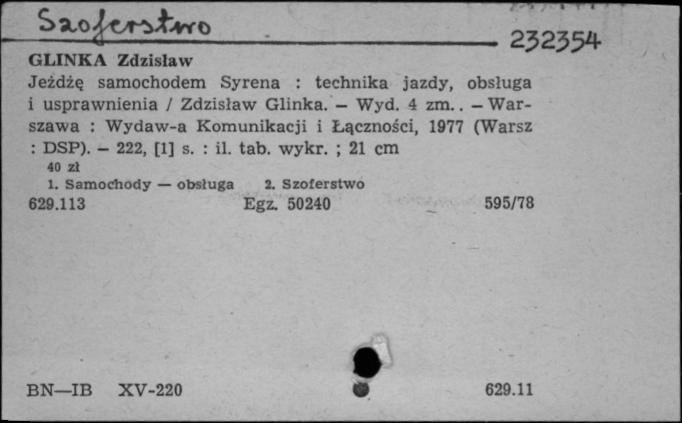 Szoferstwo
232354
GLINKA Zdzisław
Jeżdżę samochodem Syrena : technika jazdy, obsługa
i usprawnienia / Zdzisław Glinka. — Wyd. 4 zm.. — War-
szawa : Wydaw-a Komunikacji i Łączności, 1977 (Warsz
: DSP). — 222, [1] s. : il. tab. wykr. ; 21 cm
40 zł
1. Samochody — obsługa 2. Szoferstwo
629.113 Egz. 50240 595/78
BN—IB XV-220 629.11